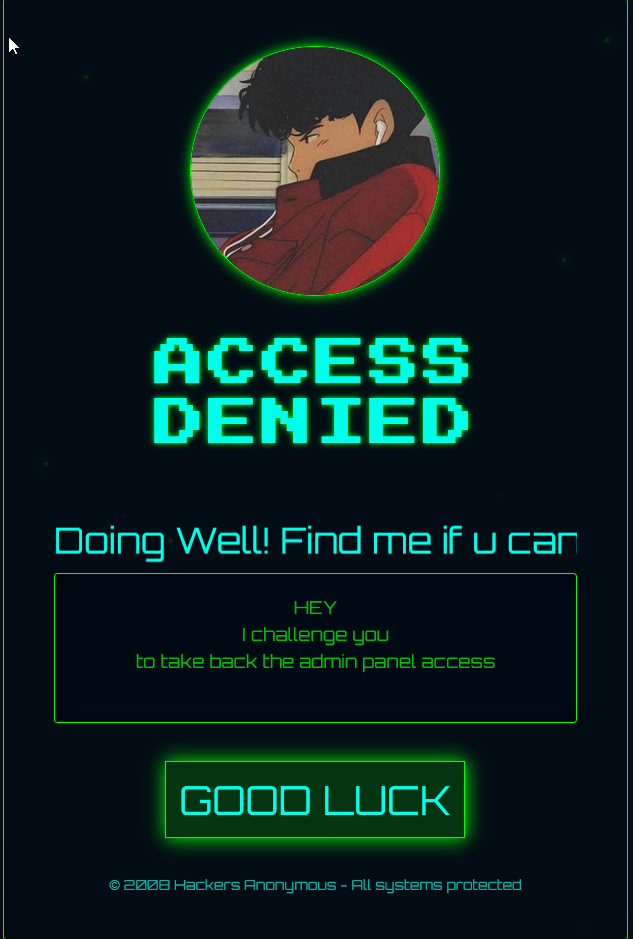 ACCESS
DENIED
Doing Well! Find me if u can
HEY
I challenge you
to take back the admin panel access
GOOD LUCK
© 2008 Hackers Anonymous - All systems protected